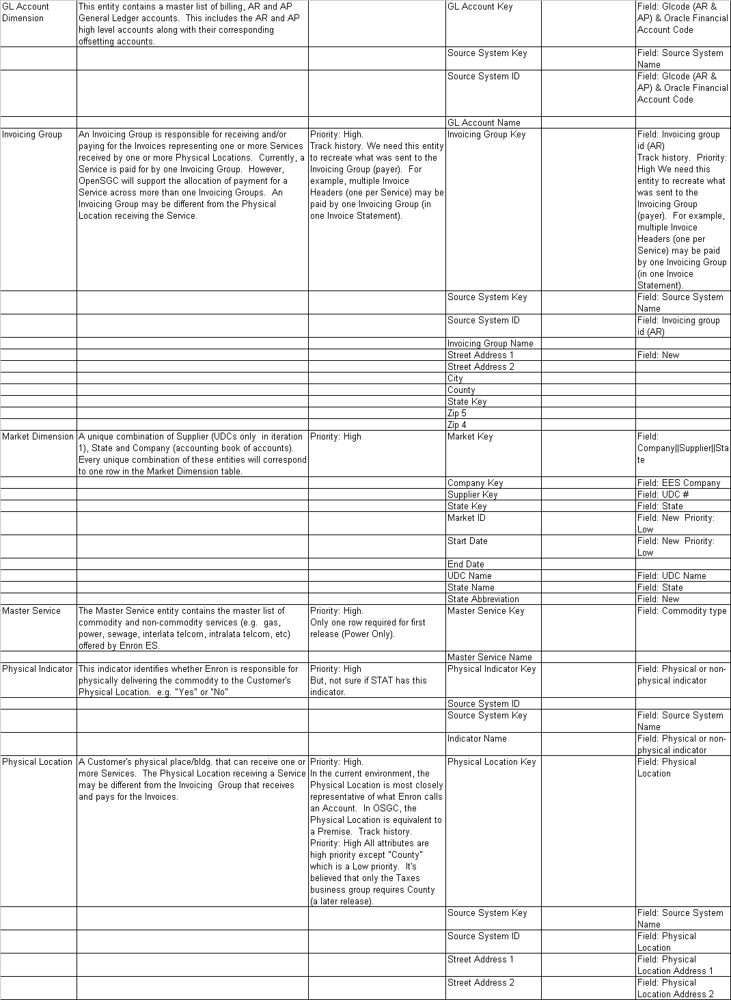 GL Account
Dimension
This entity contains a master list of billing, AR and AP
General Ledger accounts.  This includes the AR and AP
high level accounts along with their corresponding
offsetting accounts.
GL Account Key
Field: Glcode (AR &
AP) & Oracle Financial
Account Code
Source System Key
Field: Source System
Name
Source System ID
Field: Glcode (AR &
AP) & Oracle Financial
Account Code
GL Account Name
Invoicing Group
An Invoicing Group is responsible for receiving and/or
paying for the Invoices representing one or more Services
received by one or more Physical Locations.  Currently, a
Service is paid for by one Invoicing Group.  However,
OpenSGC will support the allocation of payment for a
Service across more than one Invoicing Groups.  An
Invoicing Group may be different from the Physical
Location receiving the Service.
Priority: High.
Track history. We need this entity
to recreate what was sent to the
Invoicing Group (payer).  For
example, multiple Invoice
Headers (one per Service) may be
paid by one Invoicing Group (in
one Invoice Statement).
Invoicing Group Key
Field: Invoicing group
id (AR)
Track history.  Priority:
High We need this
entity to recreate what
was sent to the
Invoicing Group
(payer).  For example,
multiple Invoice
Headers (one per
Service) may be paid
by one Invoicing Group
(in one Invoice
Statement).
Source System Key
Field: Source System
Name
Source System ID
Field: Invoicing group
id (AR)
Invoicing Group Name
Street Address 1
Field: New
Street Address 2
City
County
State Key
Zip 5
Zip 4
Market Dimension
A unique combination of Supplier (UDCs only  in iteration
1), State and Company (accounting book of accounts).
Every unique combination of these entities will correspond
to one row in the Market Dimension table.
Priority: High
Market Key
Field:
Company||Supplier||Sta
te
Company Key
Field: EES Company
Supplier Key
Field: UDC #
State Key
Field: State
Market ID
Field: New  Priority:
Low
Start Date
Field: New  Priority:
Low
End Date
UDC Name
Field: UDC Name
State Name
Field: State
State Abbreviation
Field: New
Master Service
The Master Service entity contains the master list of
commodity and non-commodity services (e.g.  gas,
power, sewage, interlata telcom, intralata telcom, etc)
offered by Enron ES.
Priority: High.
Only one row required for first
release (Power Only).
Master Service Key
Field: Commodity type
Master Service Name
Physical Indicator
This indicator identifies whether Enron is responsible for
physically delivering the commodity to the Customer's
Physical Location.  e.g. "Yes" or "No"
Priority: High
But, not sure if STAT has this
indicator.
Physical Indicator Key
Field: Physical or non-
physical indicator
Source System ID
Source System Key
Field: Source System
Name
Indicator Name
Field: Physical or non-
physical indicator
Physical Location
A Customer's physical place/bldg. that can receive one or
more Services.  The Physical Location receiving a Service
may be different from the Invoicing  Group that receives
and pays for the Invoices.
Priority: High.
In the current environment, the
Physical Location is most closely
representative of what Enron calls
an Account.  In OSGC, the
Physical Location is equivalent to
a Premise.  Track history.
Priority: High All attributes are
high priority except "County"
which is a Low priority.  It's
believed that only the Taxes
business group requires County
(a later release).
Physical Location Key
Field: Physical
Location
Source System Key
Field: Source System
Name
Source System ID
Field: Physical
Location
Street Address 1
Field: Physical
Location Address 1
Street Address 2
Field: Physical
Location Address 2